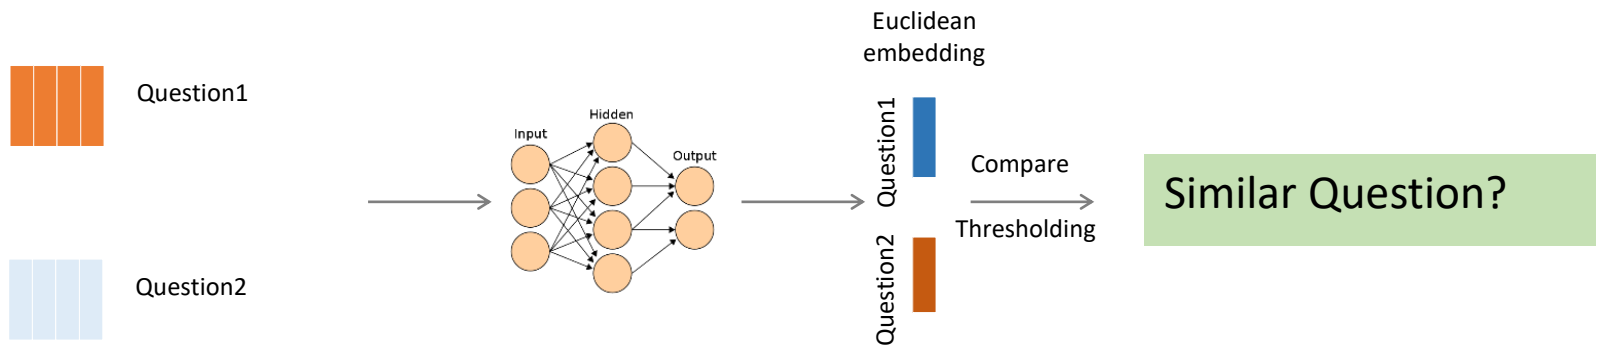 Question1
Question2
Input
Hidden
Output
Euclidean
embedding
Question1
Question2
Compare
Thresholding
Similar Question?